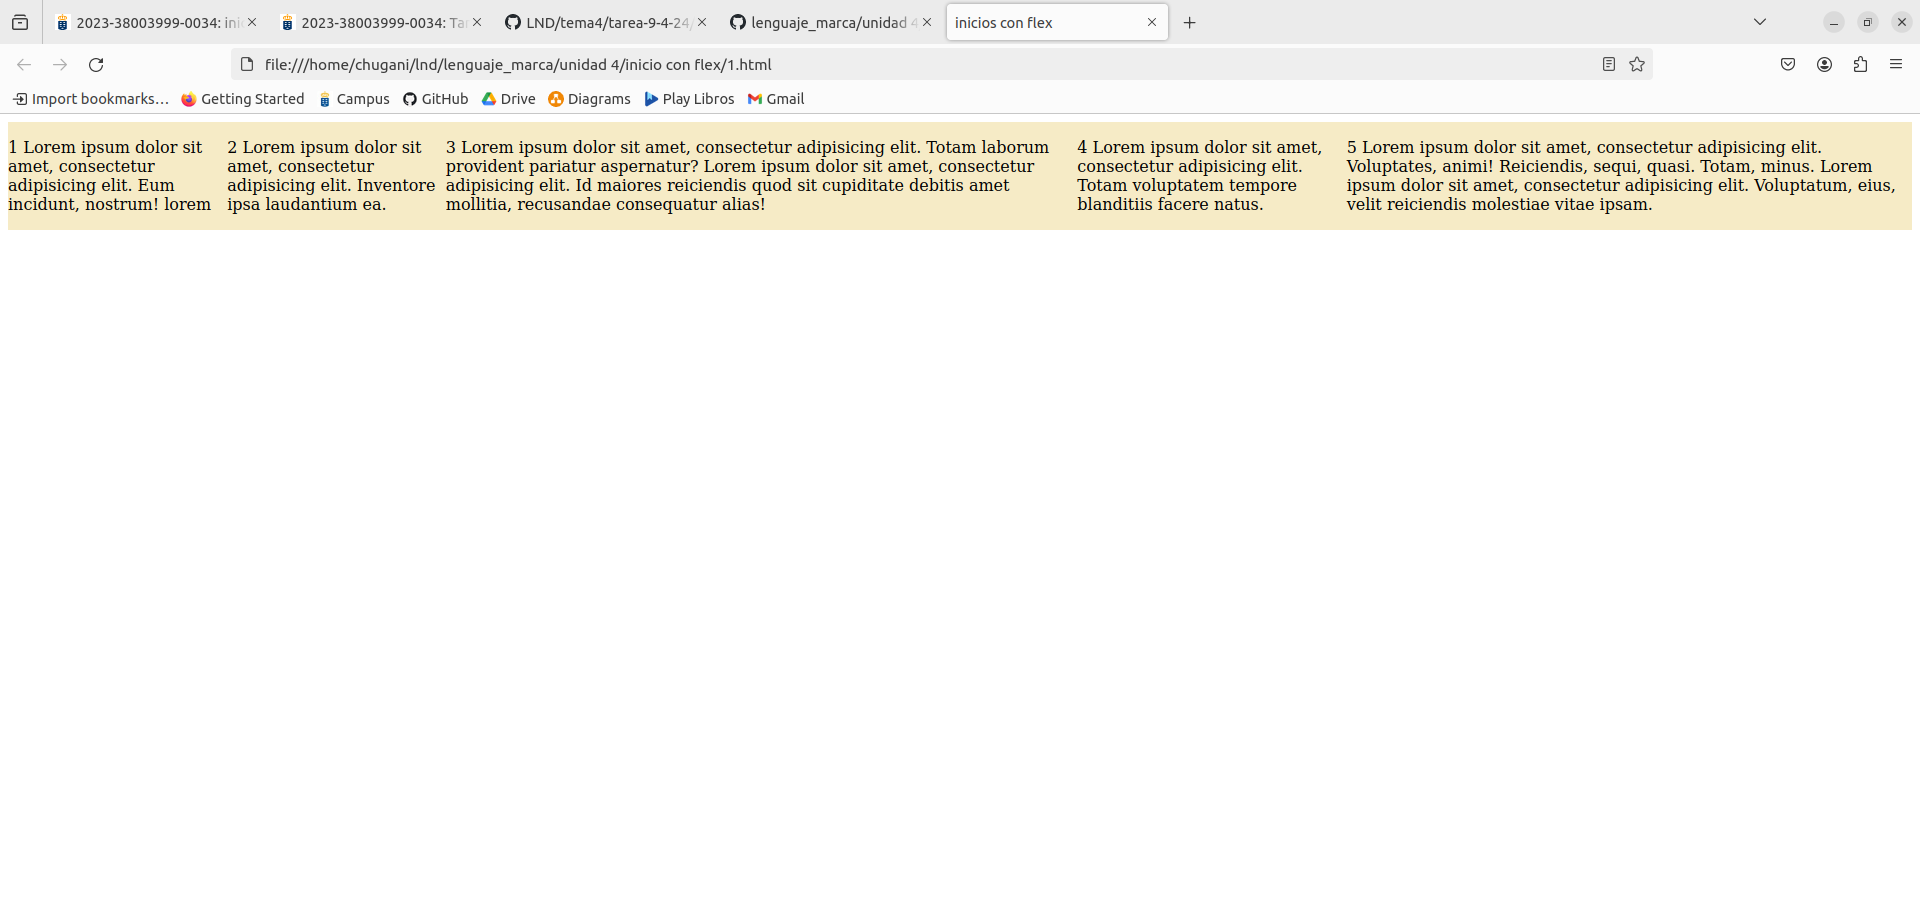 2023-38003999-0034: ini
2023-38003999-0034: Ta
LND/tema4/tarea-9-4-24/
lenguaje_marca/unidad 4
inicios con flex
file:///home/chugani/lnd/lenguaje_marca/unidad 4/inicio con flex/1.html
Import bookmarks...
Getting Started
Campus
GitHub
Drive
Diagrams
Play Libros
Gmail
1 Lorem ipsum dolor sit
amet, consectetur
adipisicing elit. Eum
incidunt, nostrum! lorem
2 Lorem ipsum dolor sit
amet, consectetur
adipisicing elit. Inventore
ipsa laudantium ea.
3 Lorem ipsum dolor sit amet, consectetur adipisicing elit. Totam laborum
provident pariatur aspernatur? Lorem ipsum dolor sit amet, consectetur
adipisicing elit. Id maiores reiciendis quod sit cupiditate debitis amet
mollitia, recusandae consequatur alias!
4 Lorem ipsum dolor sit amet,
consectetur adipisicing elit.
Totam voluptatem tempore
blanditiis facere natus.
5 Lorem ipsum dolor sit amet, consectetur adipisicing elit.
Voluptates, animi! Reiciendis, sequi, quasi. Totam, minus. Lorem
ipsum dolor sit amet, consectetur adipisicing elit. Voluptatum, eius,
velit reiciendis molestiae vitae ipsam.